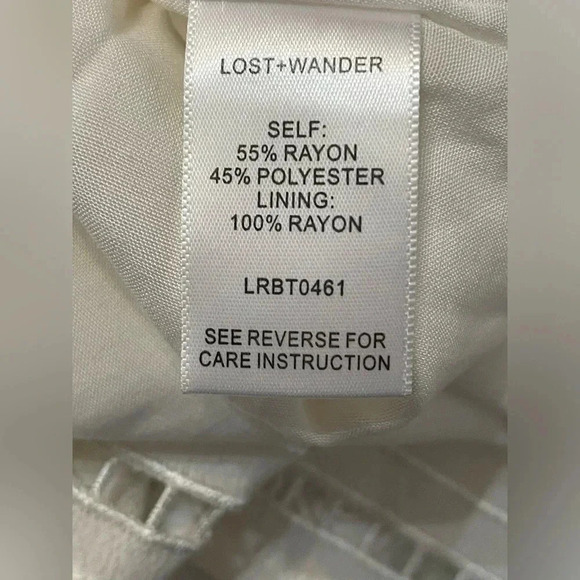 LOST+WANDER
SELF:
55% RAYON
45% POLYESTER
LINING:
100% RAYON
LRBT0461
SEE REVERSE FOR
CARE INSTRUCTION